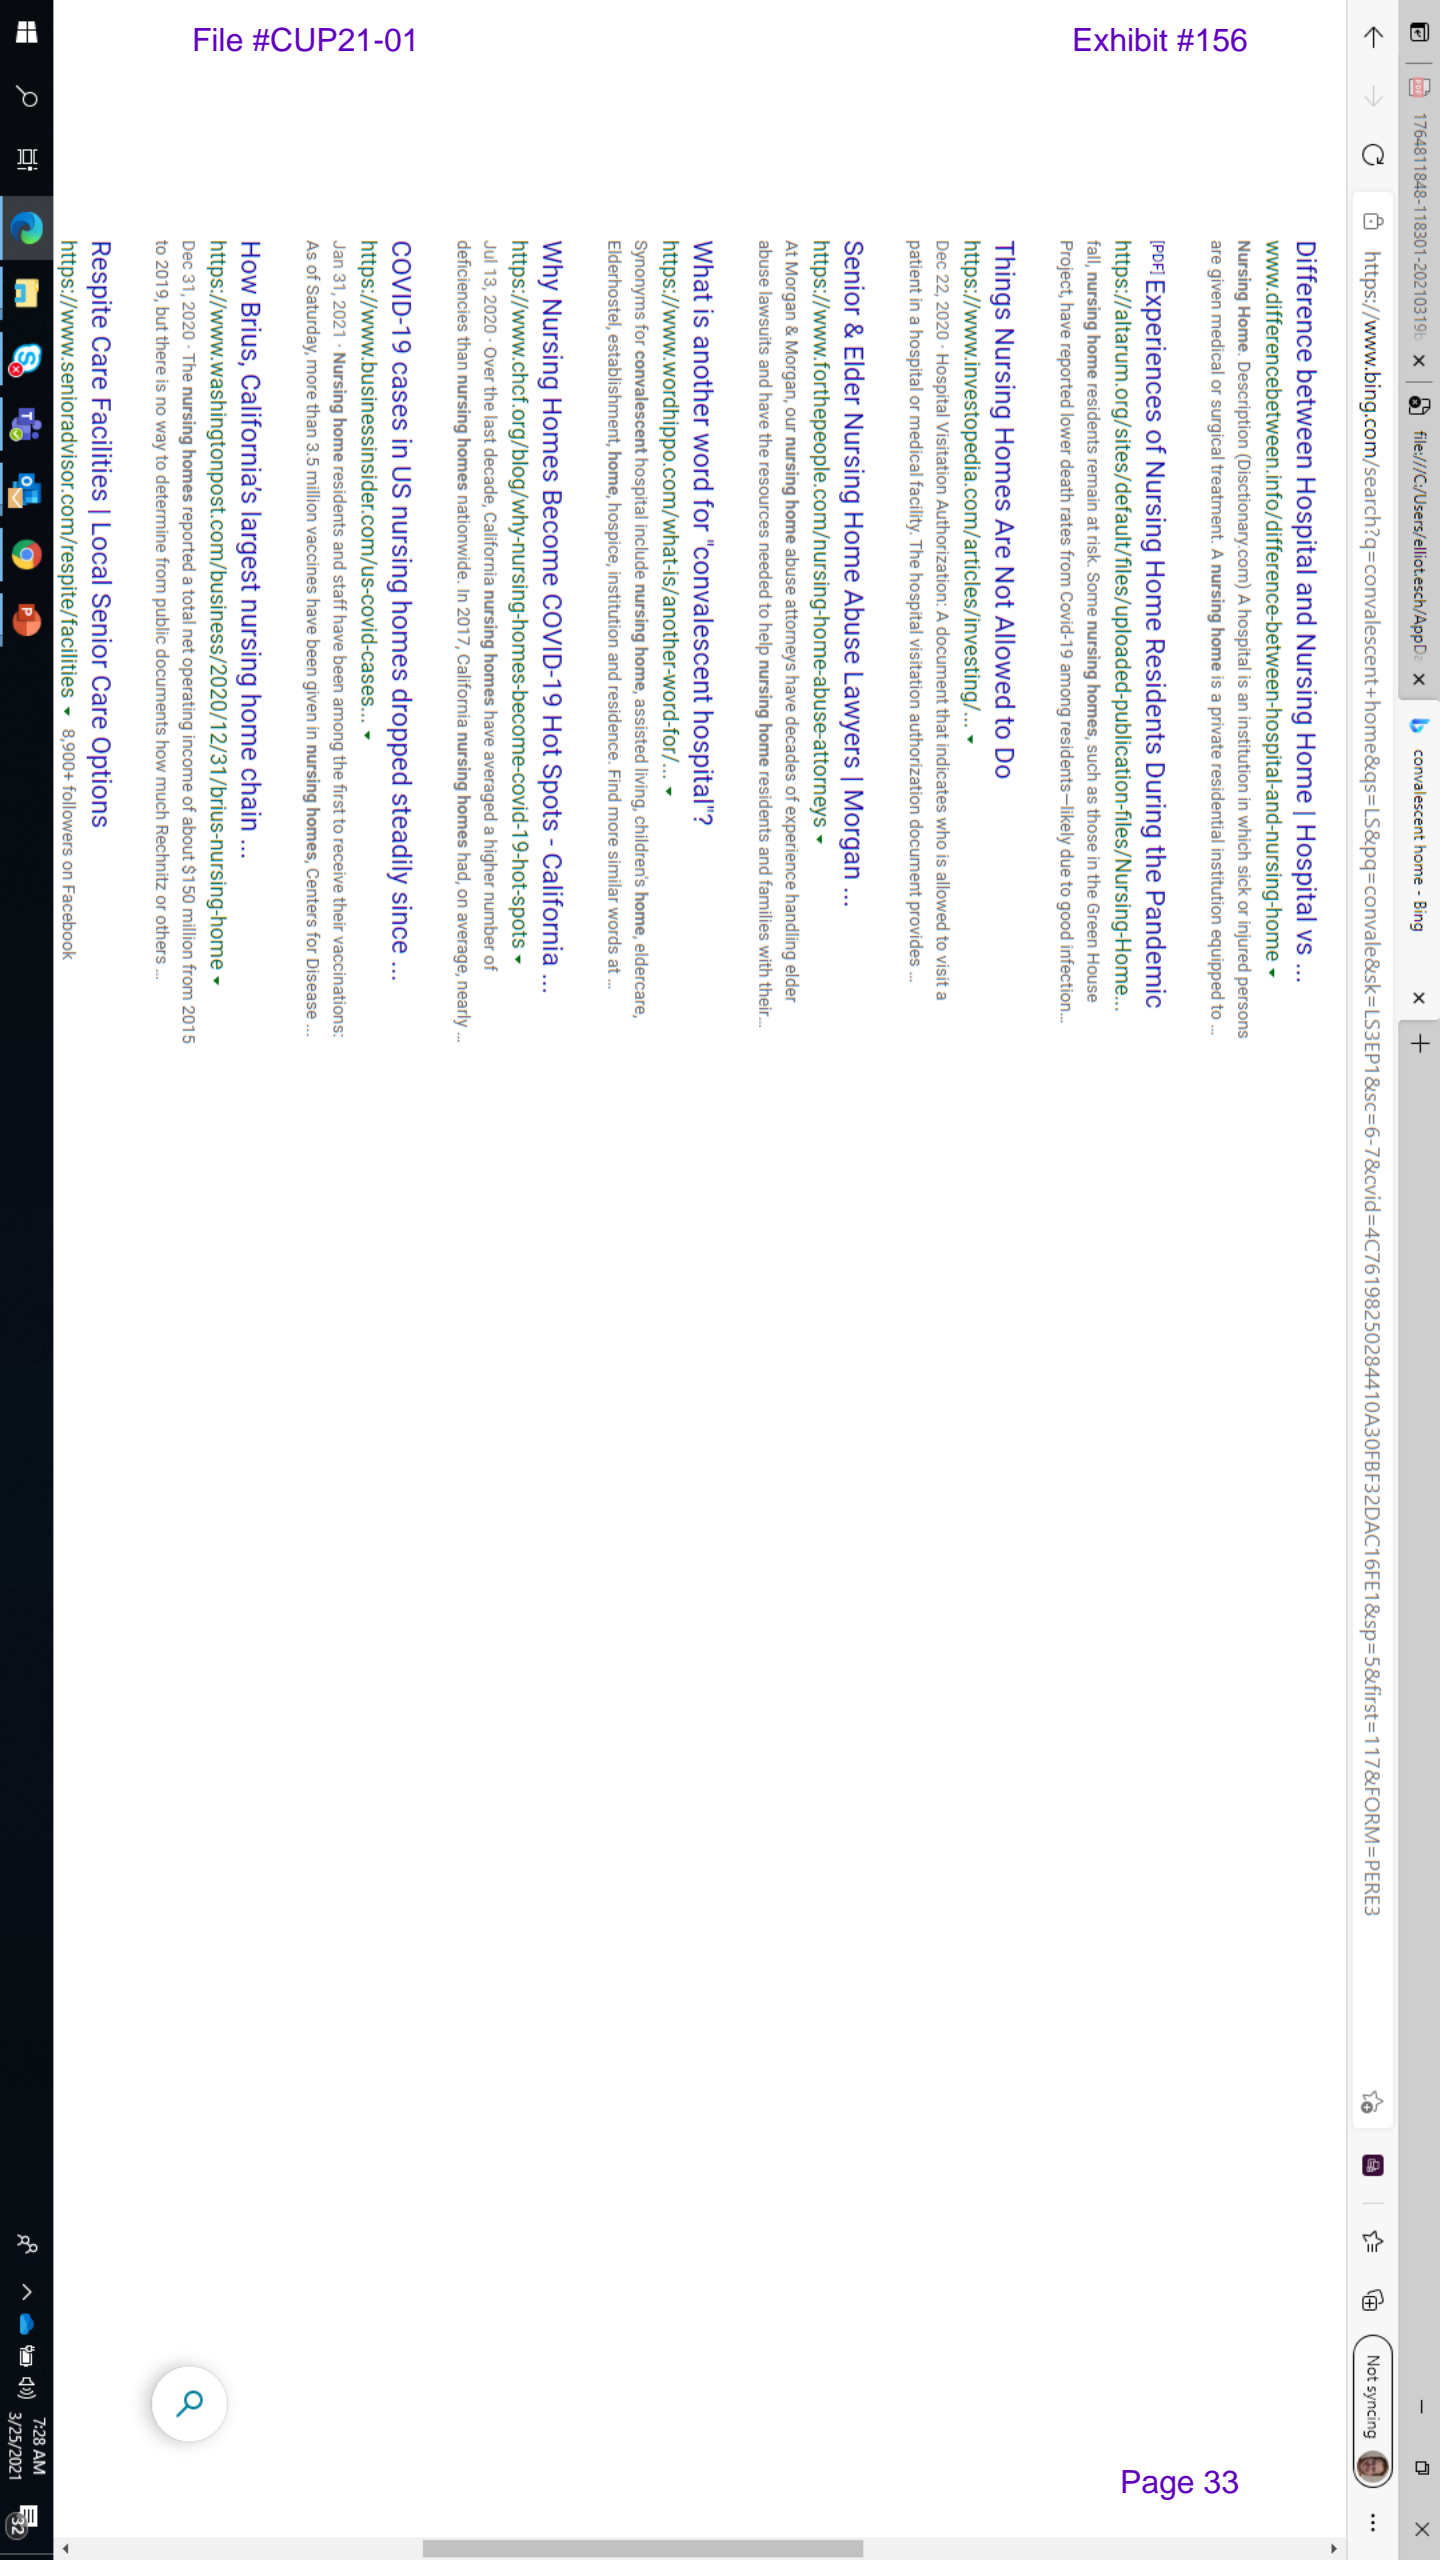 File #CUP21-01
Exhibit #156
1764811848-118301-20210319b
file:///C:/Users/elliot.esch/AppDa
convalescent home - Bing
https://www.bing.com/search?q=convalescent+home&qs=LS&pq=convale&sk=LS3EP1&sc=6-7&cvid=4C76198250284410A30FBF32DAC16FE1&sp=5&first=117&FORM=PERE3
Not syncing
Difference between Hospital and Nursing Home | Hospital vs ...
www.differencebetween.info/difference-between-hospital-and-nursing-home
Nursing Home. Description (Disctionary.com) A hospital is an institution in which sick or injured persons
are given medical or surgical treatment. A nursing home is a private residential institution equipped to ...
[PDF] Experiences of Nursing Home Residents During the Pandemic
https://altarum.org/sites/default/files/uploaded-publication-files/Nursing-Home...
fall, nursing home residents remain at risk. Some nursing homes, such as those in the Green House
Project, have reported lower death rates from Covid-19 among residents—likely due to good infection...
Things Nursing Homes Are Not Allowed to Do
https://www.investopedia.com/articles/investing/...
Dec 22, 2020 · Hospital Visitation Authorization: A document that indicates who is allowed to visit a
patient in a hospital or medical facility. The hospital visitation authorization document provides ...
Senior & Elder Nursing Home Abuse Lawyers | Morgan ...
https://www.forthepeople.com/nursing-home-abuse-attorneys
At Morgan & Morgan, our nursing home abuse attorneys have decades of experience handling elder
abuse lawsuits and have the resources needed to help nursing home residents and families with their...
What is another word for "convalescent hospital"?
https://www.wordhippo.com/what-is/another-word-for/...
Synonyms for convalescent hospital include nursing home, assisted living, children's home, eldercare,
Elderhostel, establishment, home, hospice, institution and residence. Find more similar words at ...
Why Nursing Homes Become COVID-19 Hot Spots - California ...
https://www.chcf.org/blog/why-nursing-homes-become-covid-19-hot-spots
Jul 13, 2020 · Over the last decade, California nursing homes have averaged a higher number of
deficiencies than nursing homes nationwide. In 2017, California nursing homes had, on average, nearly ...
COVID-19 cases in US nursing homes dropped steadily since ...
https://www.businessinsider.com/us-covid-cases...
Jan 31, 2021 · Nursing home residents and staff have been among the first to receive their vaccinations:
As of Saturday, more than 3.5 million vaccines have been given in nursing homes, Centers for Disease ...
How Brius, California's largest nursing home chain ...
https://www.washingtonpost.com/business/2020/12/31/brius-nursing-home
Dec 31, 2020 · The nursing homes reported a total net operating income of about $150 million from 2015
to 2019, but there is no way to determine from public documents how much Rechnitz or others ...
Respite Care Facilities | Local Senior Care Options
https://www.senioradvisor.com/respite/facilities 8,900+ followers on Facebook
7:28 AM
3/25/2021
32
Page 33